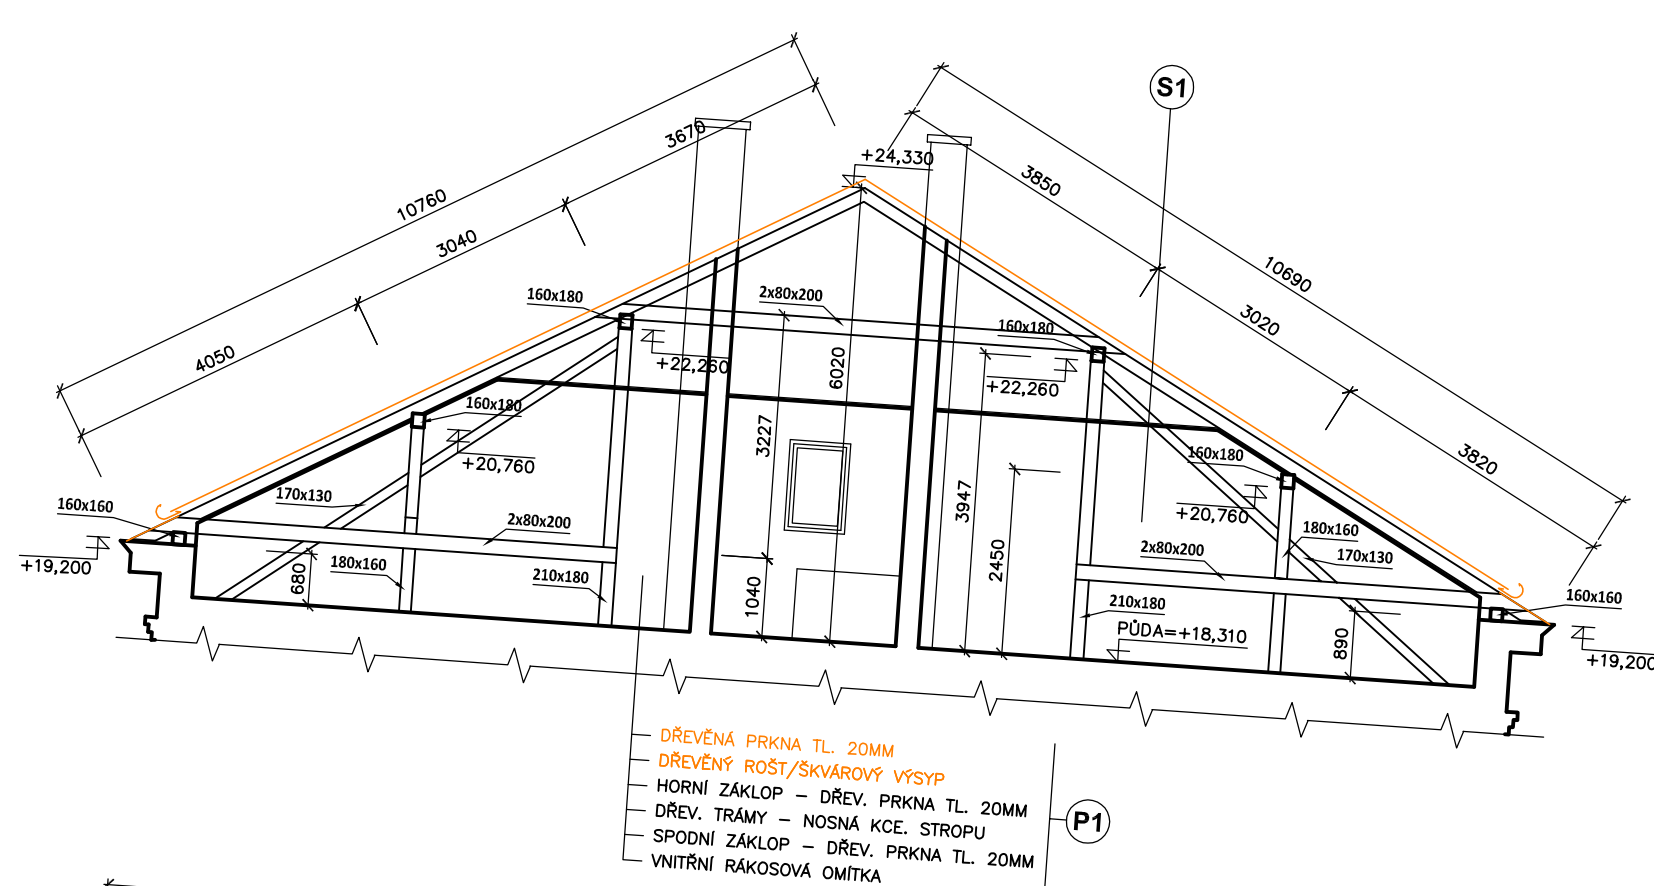 S1
3670
+24,330
3850
10760
3040
10690
160x180
2x80x200
160x180
3020
4050
+22,260
6020
+22,260
160x180
3227
+20,760
160x180
3820
160x160
170x130
2x80x200
3947
+20,760
180x160
2450
2x80x200
170x130
+19,200
680
180x160
210x180
1040
210x180
160x160
PŮDA=+18,310
890
+19,200
DŘEVĚNÁ PRKNA TL. 20MM
DŘEVĚNÝ ROŠT/ŠKVÁROVÝ VÝSYP
HORNÍ ZÁKLOP – DŘEV. PRKNA TL. 20MM
DŘEV. TRÁMY – NOSNÁ KCE. STROPU
SPODNÍ ZÁKLOP – DŘEV. PRKNA TL. 20MM
VNITŘNÍ RÁKOSOVÁ OMÍTKA
P1